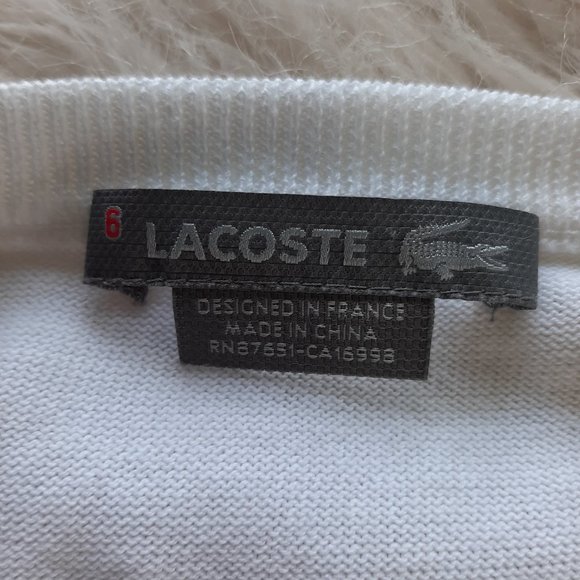 6 LACOSTE
DESIGNED IN FRANCE
MADE IN CHINA
RN87651-CA16998